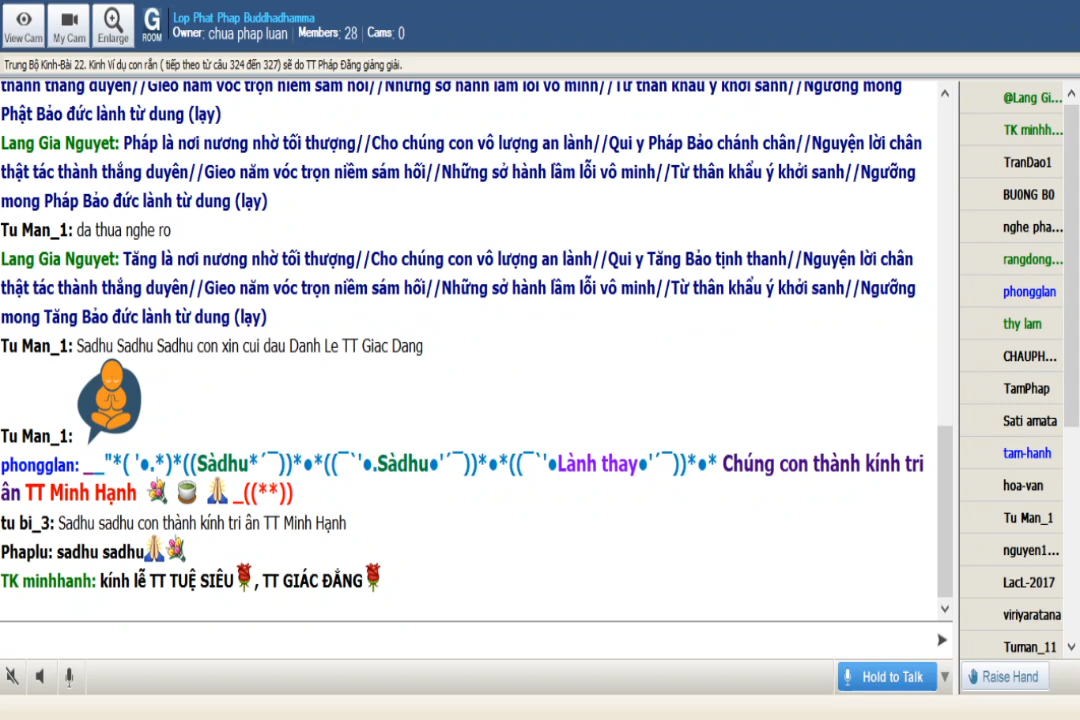 View Cam
My Cam
Enlarge
G
ROOM
Lop Phat Phap Buddhadhamma
Owner: chua phap luan | Members: 28 | Cams: 0
Trung Bộ Kinh-Bài 22. Kinh Ví dụ con rắn ( tiếp theo từ câu 324 đến 327) sẽ do TT Pháp Đăng giảng giải.
thành thắng duyên//Gieo năm vóc trọn niềm sám hối//Những sở hành lầm lỗi vô minh//Từ thân khẩu ý khởi sanh//Ngưỡng mong
Phật Bảo đức lành từ dung (lạy)
Lang Gia Nguyet: Pháp là nơi nương nhờ tối thượng//Cho chúng con vô lượng an lành//Qui y Pháp Bảo chánh chân//Nguyện lời chân
thật tác thành thắng duyên//Gieo năm vóc trọn niềm sám hối//Những sở hành lầm lỗi vô minh//Từ thân khẩu ý khởi sanh//Ngưỡng
mong Pháp Bảo đức lành từ dung (lạy)
Tu Man_1: da thua nghe ro
Lang Gia Nguyet: Tăng là nơi nương nhờ tối thượng//Cho chúng con vô lượng an lành//Qui y Tăng Bảo tịnh thanh//Nguyện lời chân
thật tác thành thắng duyên//Gieo năm vóc trọn niềm sám hối//Những sở hành lầm lỗi vô minh//Từ thân khẩu ý khởi sanh//Ngưỡng
mong Tăng Bảo đức lành từ dung (lạy)
Tu Man_1: Sadhu Sadhu Sadhu con xin cui dau Danh Le TT Giac Dang
Tu Man_1:
phongglan: __"*( '•.*)*((Sàdhu*´¯))*•*((¯`'•.Sàdhu•'´¯))*•*((¯`'•Lành thay•'´¯))*•* Chúng con thành kính tri
ân TT Minh Hạnh 💐 🍵 🙏 _((**))
tu bi_3: Sadhu sadhu con thành kính tri ân TT Minh Hạnh
Phaplu: sadhu sadhu🙏💐
TK minhhanh: kính lễ TT TUỆ SIÊU🌹, TT GIÁC ĐẲNG🌹
Hold to Talk
@Lang Gi...
TK minhh...
TranDao1
BUONG BO
nghe pha...
rangdong...
phongglan
thy lam
CHAUPH...
TamPhap
Sati amata
tam-hanh
hoa-van
Tu Man_1
nguyen1...
LacL-2017
viriyaratana
Tuman_11
Raise Hand